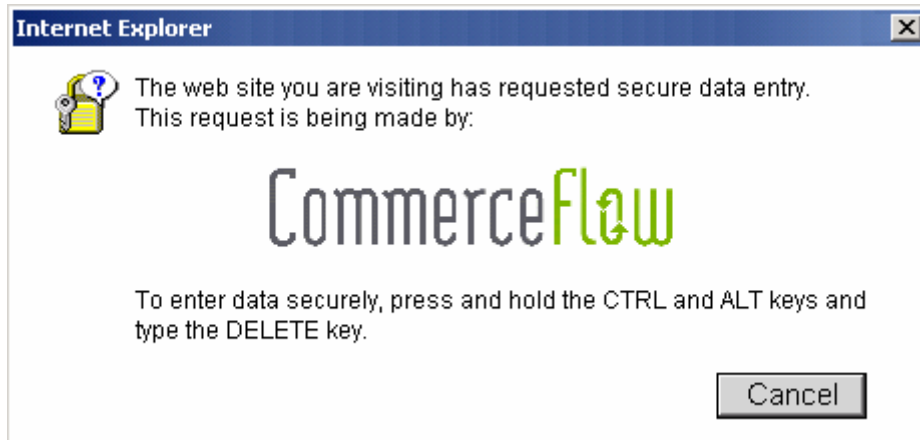 Internet Explorer
The web site you are visiting has requested secure data entry.
This request is being made by:
CommerceFlow
To enter data securely, press and hold the CTRL and ALT keys and
type the DELETE key.
Cancel